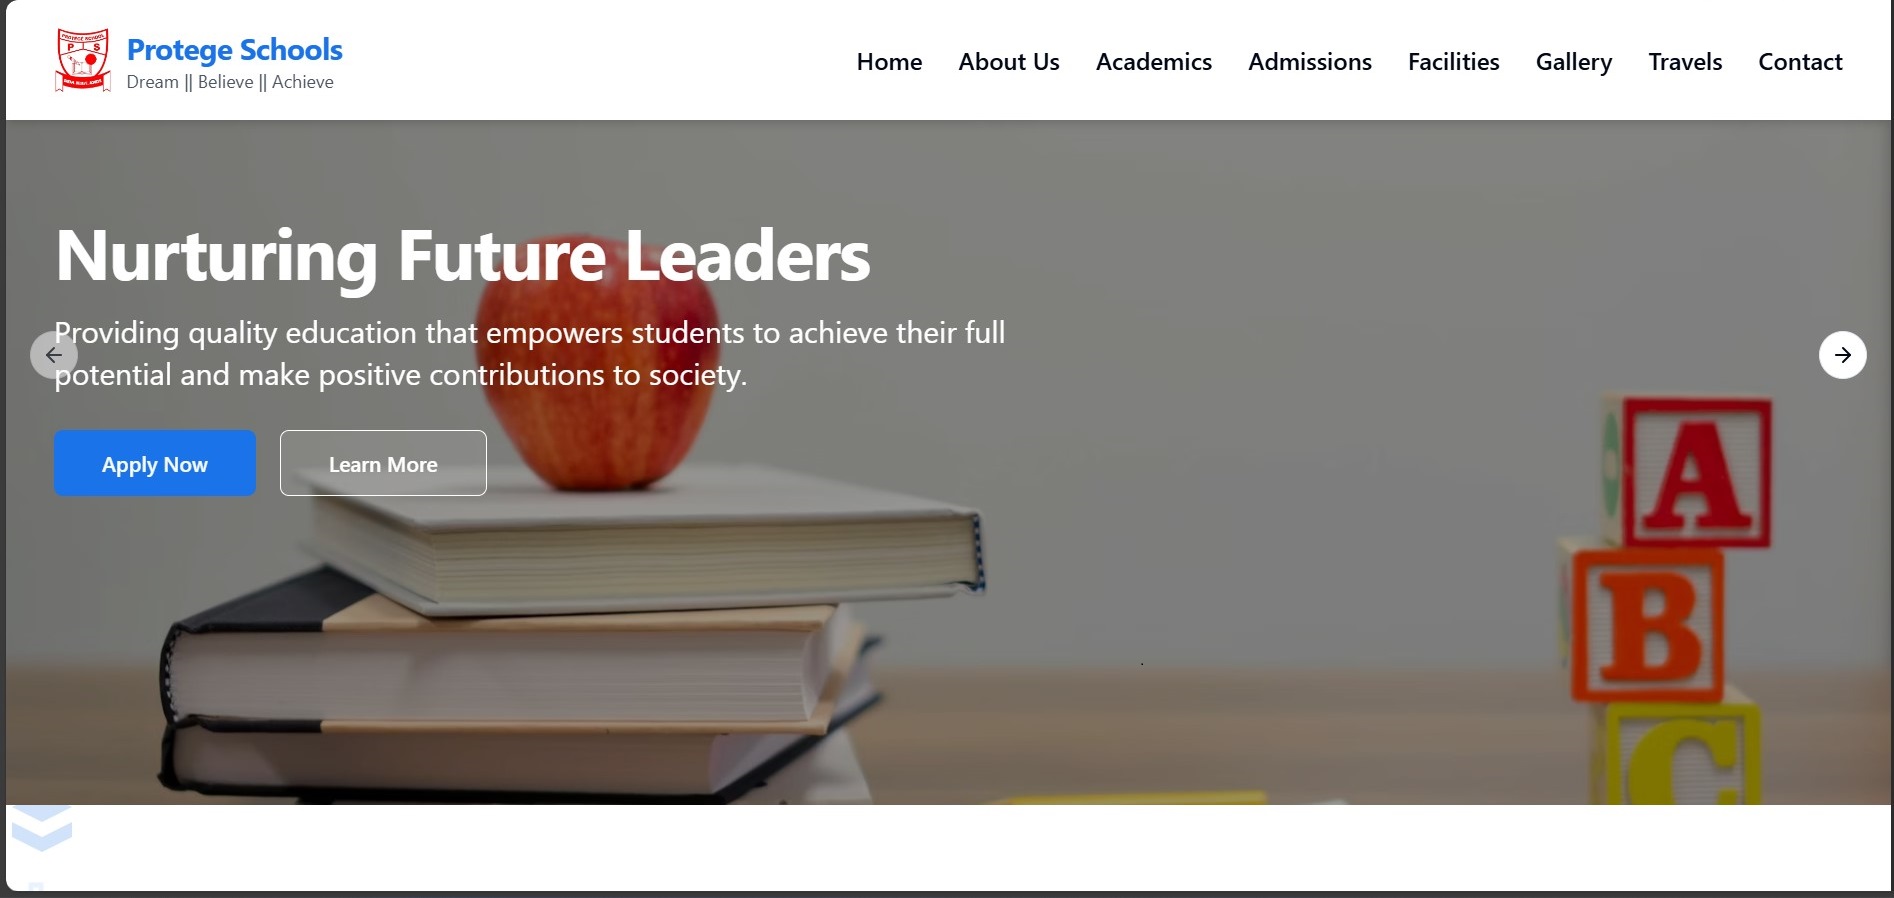 PROTEGE SCHOOL
P S
Protege Schools
Dream || Believe || Achieve
Home
About Us
Academics
Admissions
Facilities
Gallery
Travels
Contact
Nurturing Future Leaders
Providing quality education that empowers students to achieve their full
potential and make positive contributions to society.
Apply Now
Learn More
A
B
C